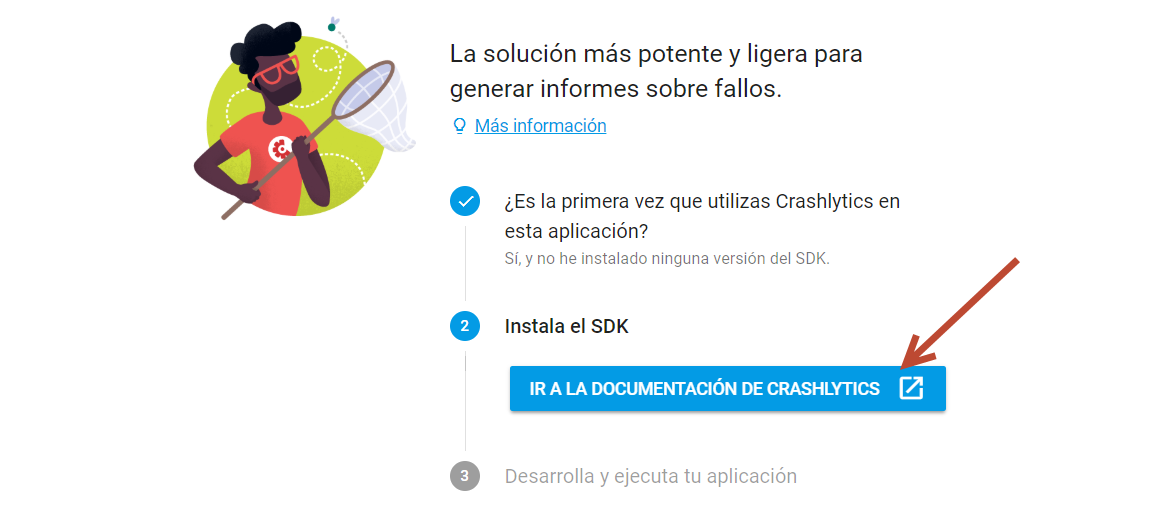 La solución más potente y ligera para
generar informes sobre fallos.
Más información
¿Es la primera vez que utilizas Crashlytics en
esta aplicación?
Sí, y no he instalado ninguna versión del SDK.
2 Instala el SDK
IR A LA DOCUMENTACIÓN DE CRASHLYTICS
3 Desarrolla y ejecuta tu aplicación